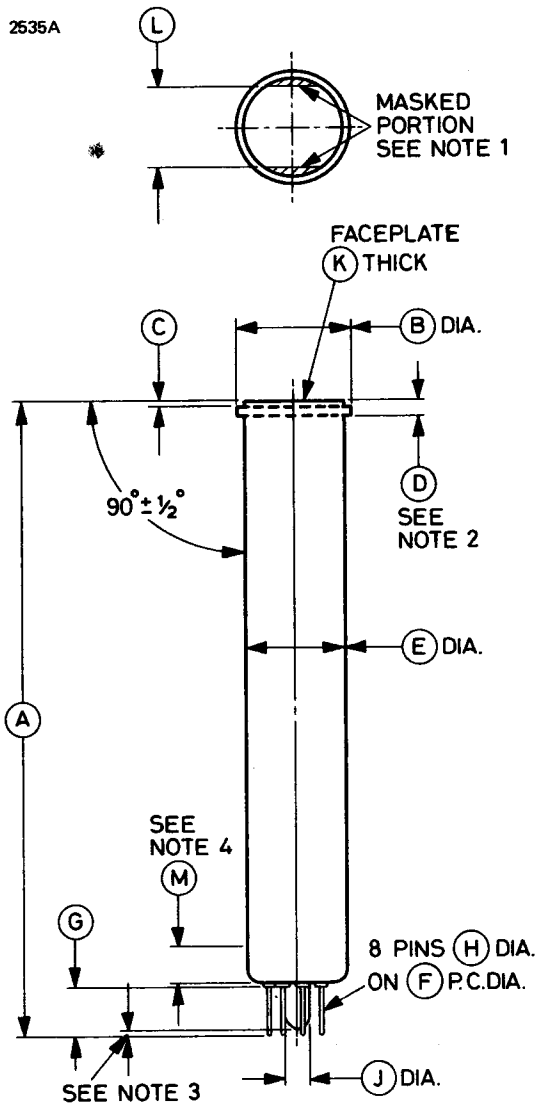 2535A
L
MASKED
PORTION
SEE NOTE 1
FACEPLATE
K THICK
C
B DIA.
D
SEE
NOTE 2
90°±½°
E DIA.
A
SEE
NOTE 4
M
G
8 PINS H DIA.
ON F P.C.DIA.
J DIA.
SEE NOTE 3